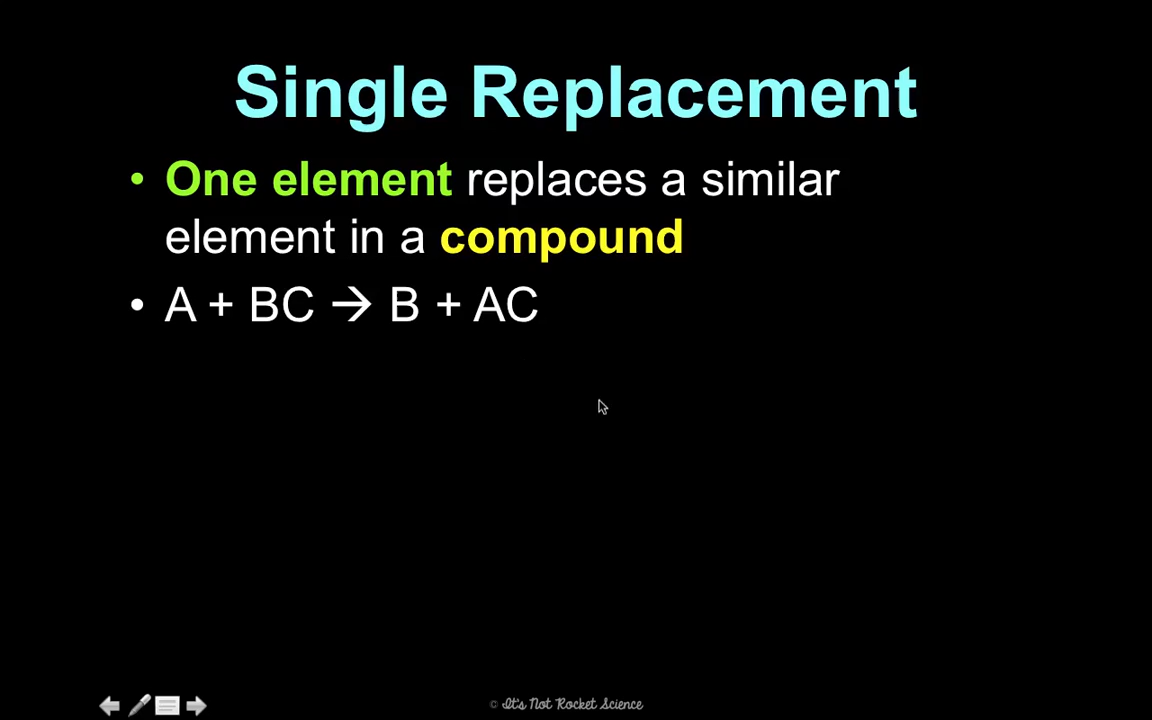 Single Replacement
• One element replaces a similar
element in a compound
• A + BC → B + AC
© It's Not Rocket Science